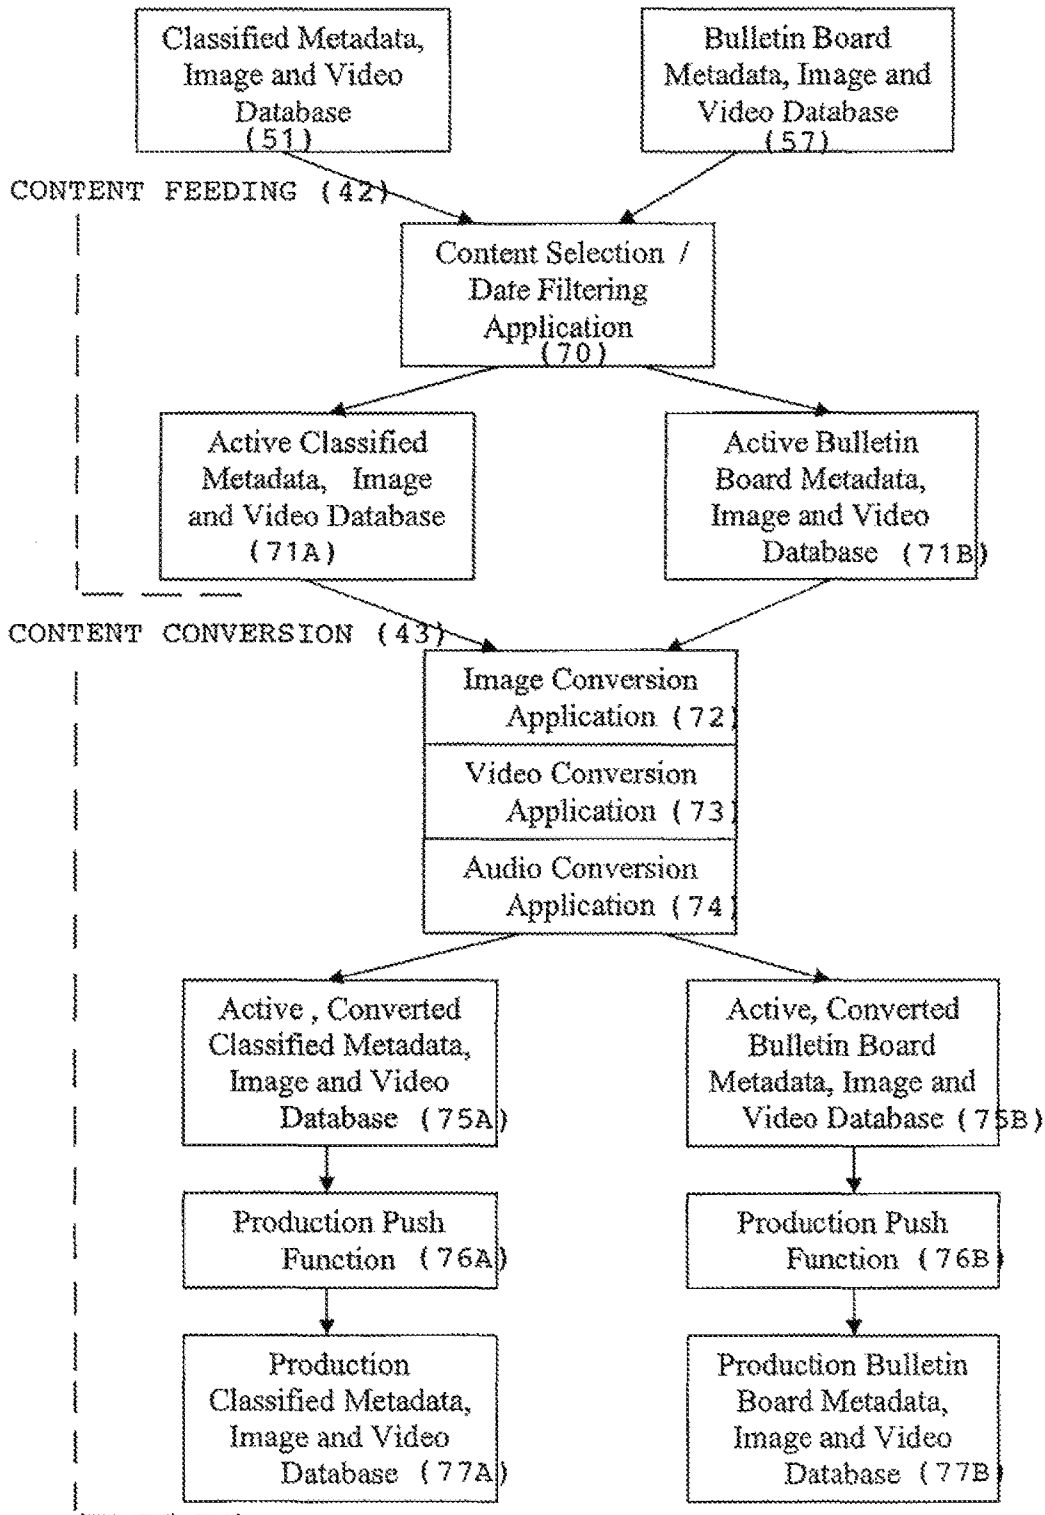 Classified Metadata,
Image and Video
Database
(51)
Bulletin Board
Metadata, Image and
Video Database
(57)
CONTENT FEEDING (42)
Content Selection /
Date Filtering
Application
(70)
Active Classified
Metadata, Image
and Video Database
(71A)
Active Bulletin
Board Metadata,
Image and Video
Database (71B)
CONTENT CONVERSION (43)
Image Conversion
Application (72)
Video Conversion
Application (73)
Audio Conversion
Application (74)
Active , Converted
Classified Metadata,
Image and Video
Database (75A)
Active, Converted
Bulletin Board
Metadata, Image and
Video Database (75B)
Production Push
Function (76A)
Production Push
Function (76B)
Production
Classified Metadata,
Image and Video
Database (77A)
Production Bulletin
Board Metadata,
Image and Video
Database (77B)